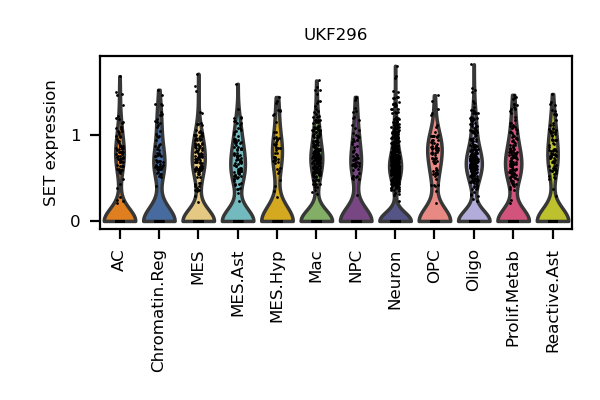 UKF296
SET expression
1
0
AC
Chromatin.Reg
MES
MES.Ast
MES.Hyp
Mac
NPC
Neuron
OPC
Oligo
Prolif.Metab
Reactive.Ast